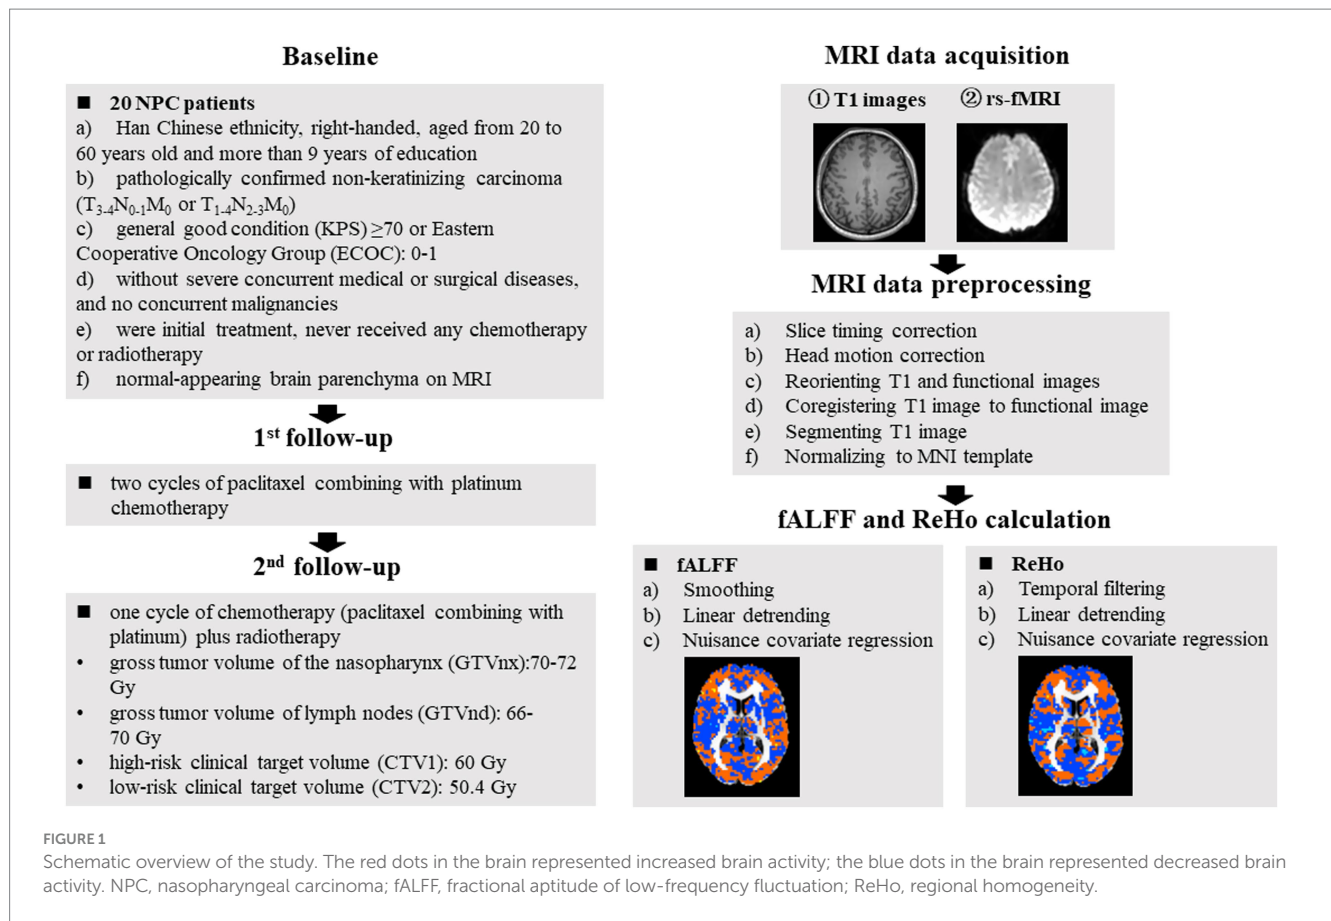 Baseline
■ 20 NPC patients
a) Han Chinese ethnicity, right-handed, aged from 20 to
60 years old and more than 9 years of education
b) pathologically confirmed non-keratinizing carcinoma
(T3-4N0-1M0 or T1-4N2-3M0)
c) general good condition (KPS) ≥70 or Eastern
Cooperative Oncology Group (ECOC): 0-1
d) without severe concurrent medical or surgical diseases,
and no concurrent malignancies
e) were initial treatment, never received any chemotherapy
or radiotherapy
f) normal-appearing brain parenchyma on MRI
1st follow-up
■ two cycles of paclitaxel combining with platinum
chemotherapy
2nd follow-up
■ one cycle of chemotherapy (paclitaxel combining with
platinum) plus radiotherapy
• gross tumor volume of the nasopharynx (GTVnx):70-72
Gy
• gross tumor volume of lymph nodes (GTVnd): 66-
70 Gy
• high-risk clinical target volume (CTV1): 60 Gy
• low-risk clinical target volume (CTV2): 50.4 Gy
MRI data acquisition
① T1 images ② rs-fMRI
MRI data preprocessing
a) Slice timing correction
b) Head motion correction
c) Reorienting T1 and functional images
d) Coregistering T1 image to functional image
e) Segmenting T1 image
f) Normalizing to MNI template
fALFF and ReHo calculation
■ fALFF
a) Smoothing
b) Linear detrending
c) Nuisance covariate regression
■ ReHo
a) Temporal filtering
b) Linear detrending
c) Nuisance covariate regression
FIGURE 1
Schematic overview of the study. The red dots in the brain represented increased brain activity; the blue dots in the brain represented decreased brain
activity. NPC, nasopharyngeal carcinoma; fALFF, fractional aptitude of low-frequency fluctuation; ReHo, regional homogeneity.